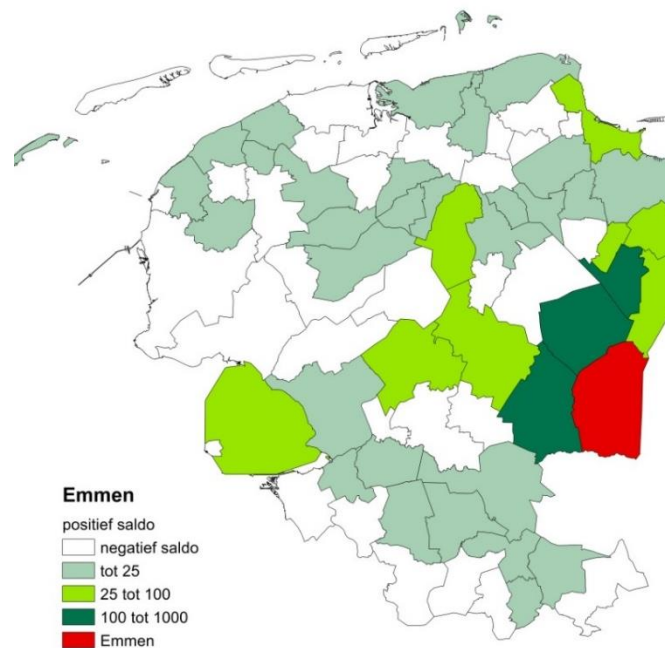 Emmen
positief saldo
negatief saldo
tot 25
25 tot 100
100 tot 1000
Emmen